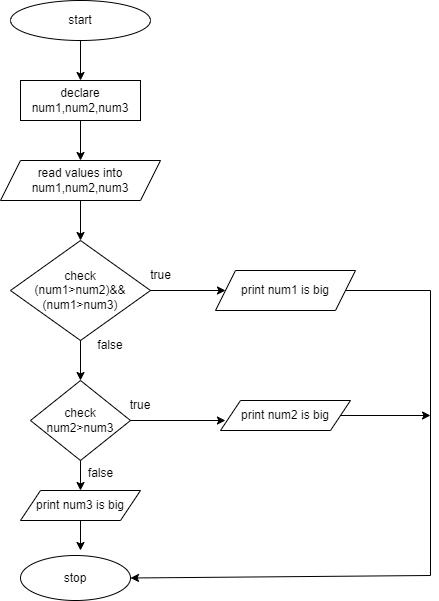 start
declare
num1,num2,num3
read values into
num1,num2,num3
check
(num1>num2)&&
(num1>num3)
true
print num1 is big
false
check
num2>num3
true
print num2 is big
false
print num3 is big
stop